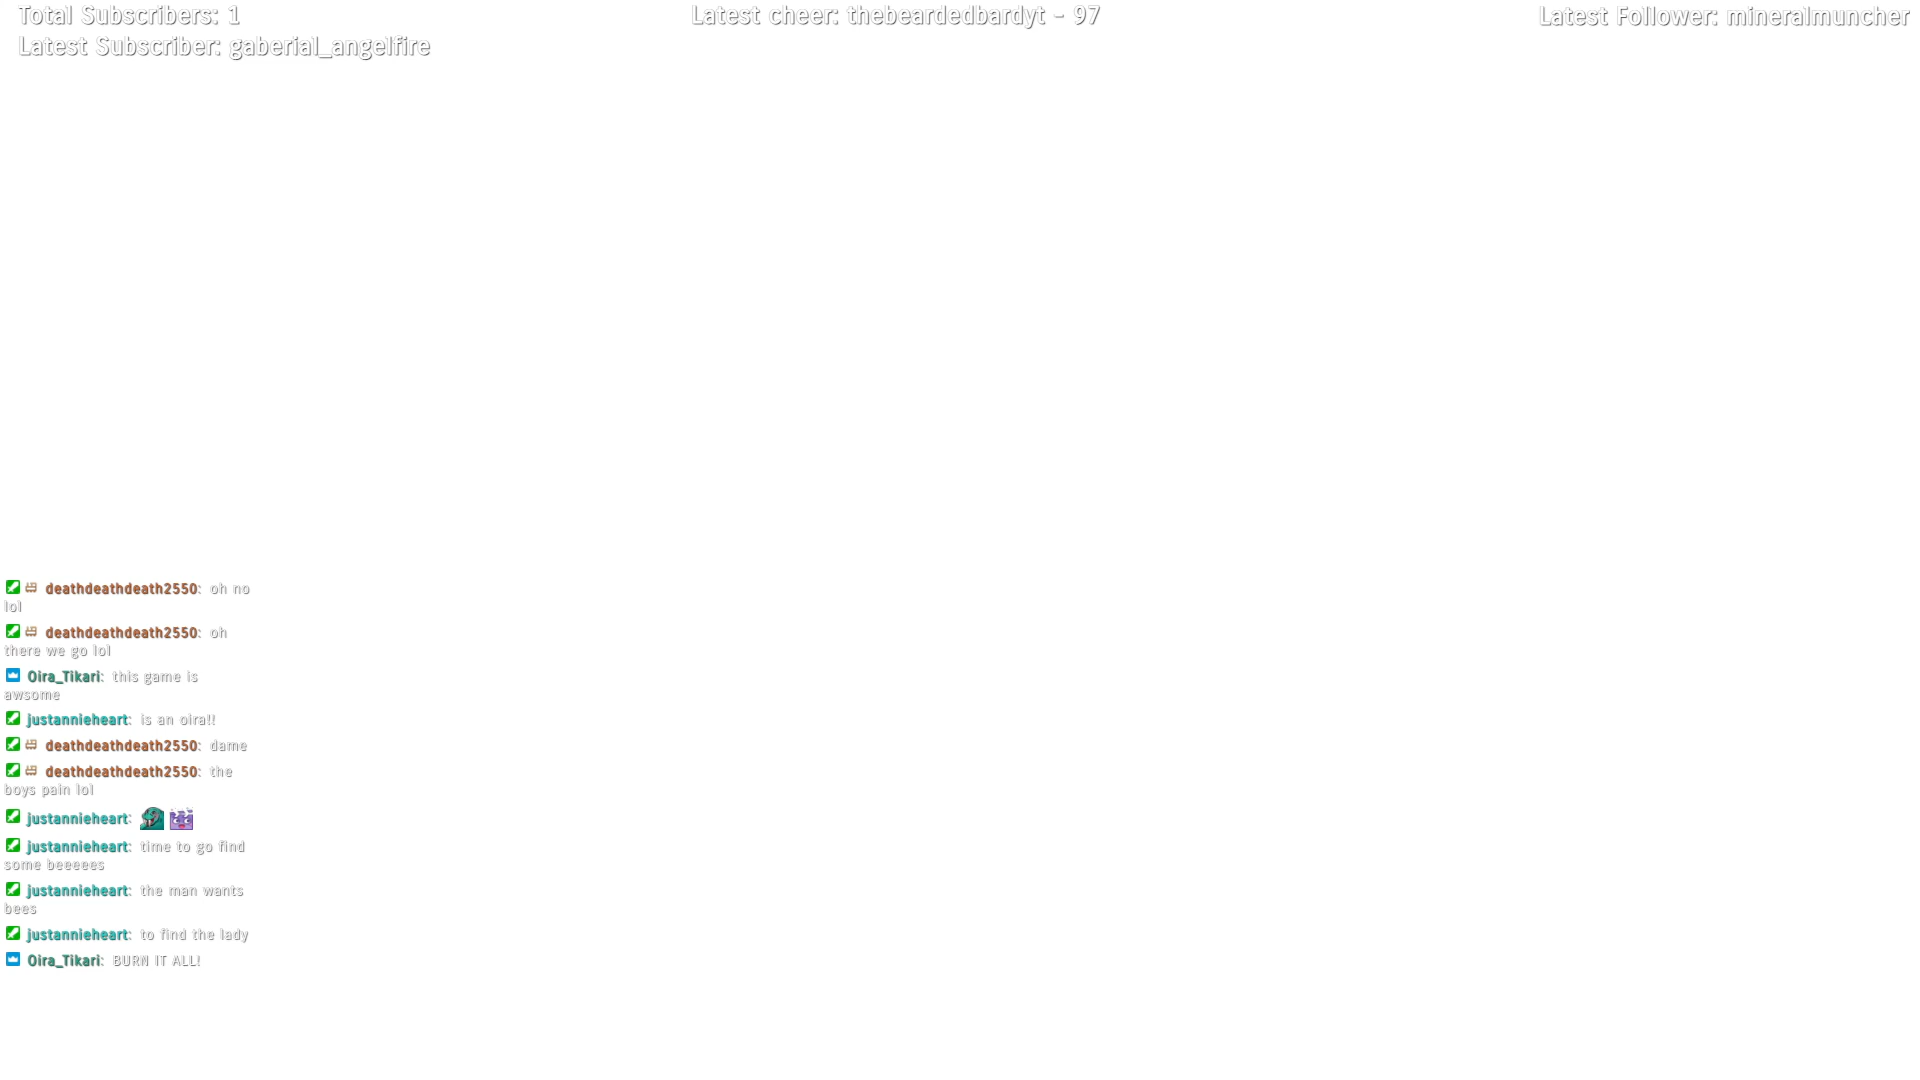 Total Subscribers: 1
Latest Subscriber: gaberial_angelfire
Latest cheer: thebeardedbardyt - 97
Latest Follower: mineralmuncher
deathdeathdeath2550: oh no
lol
deathdeathdeath2550: oh
there we go lol
Oira_Tikari: this game is
awsome
justannieheart: is an oira!!
deathdeathdeath2550: dame
deathdeathdeath2550: the
boys pain lol
justannieheart:
justannieheart: time to go find
some beeeees
justannieheart: the man wants
bees
justannieheart: to find the lady
Oira_Tikari: BURN IT ALL!